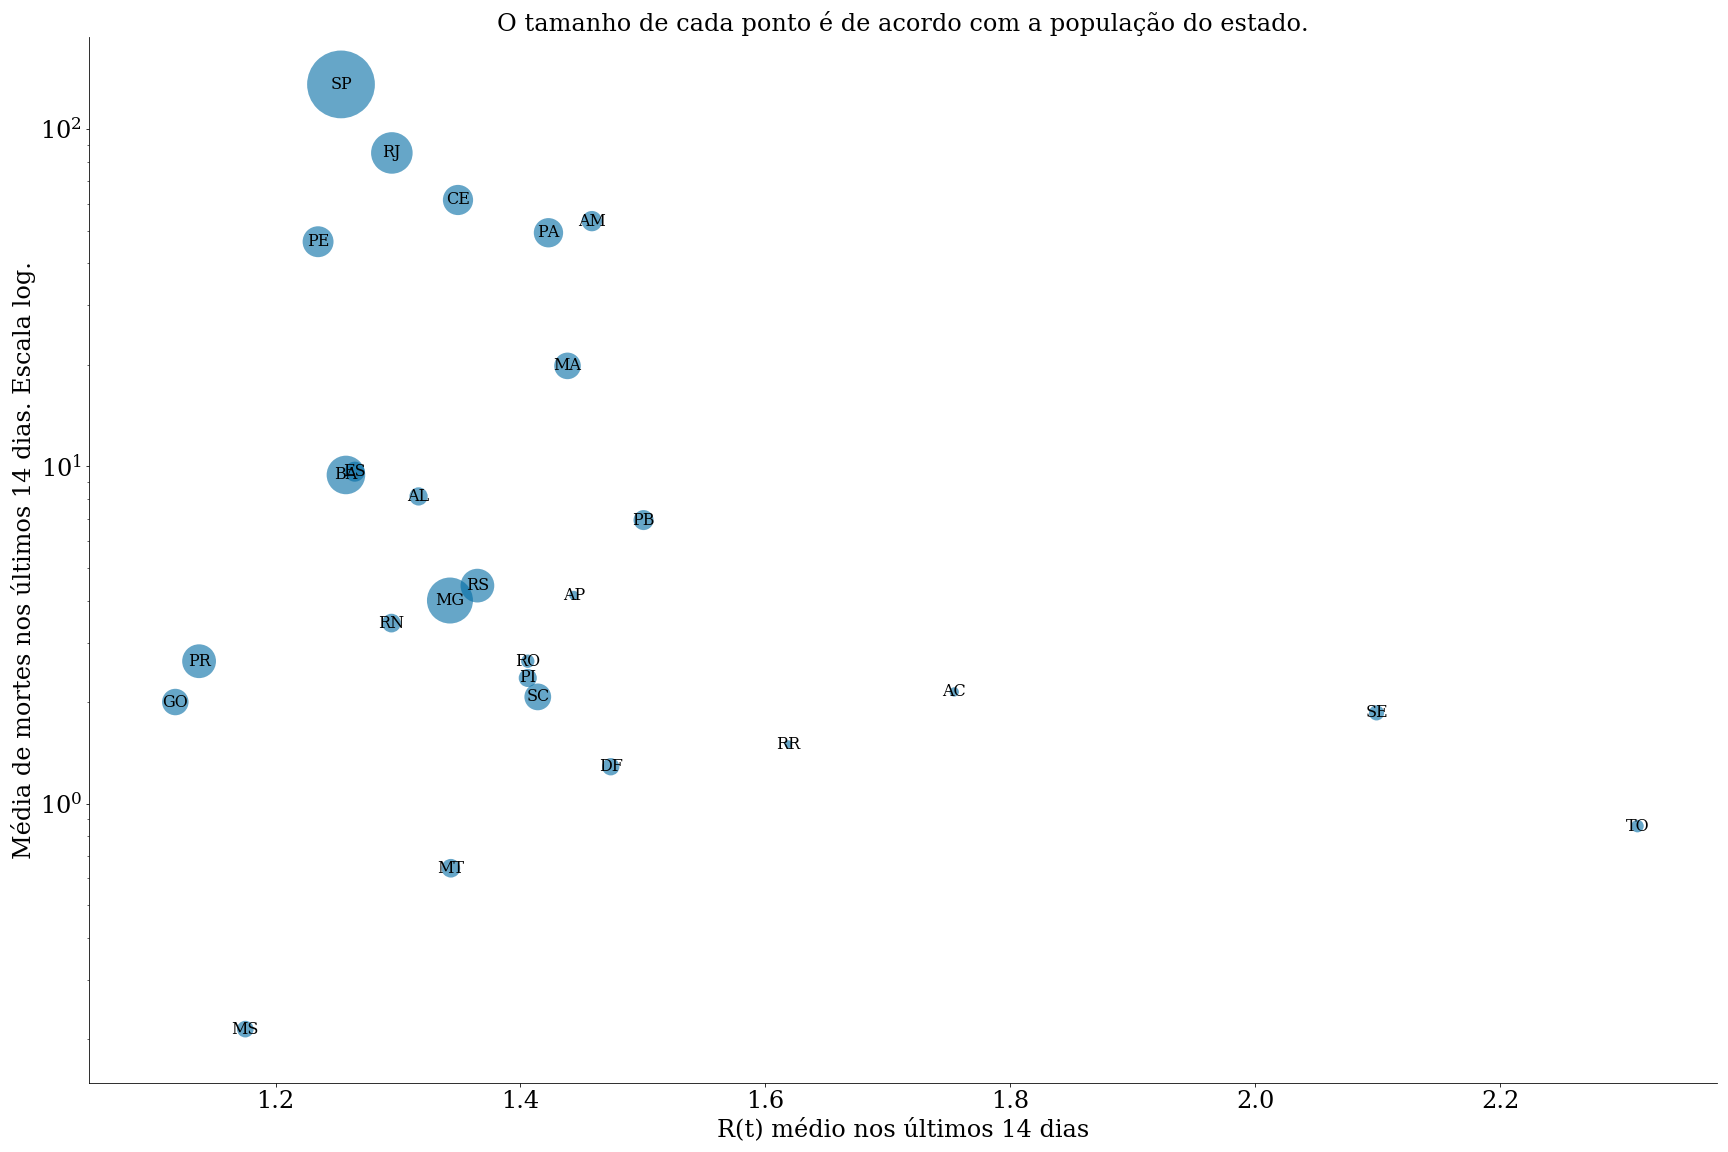 O tamanho de cada ponto é de acordo com a população do estado.
Média de mortes nos últimos 14 dias. Escala log.
10²
10¹
10⁰
SP
RJ
CE
AM
PA
PE
MA
ES
BA
AL
PB
RS
AP
MG
RN
PR
RO
PI
SC
GO
AC
SE
RR
DF
TO
MT
MS
1.2 1.4 1.6 1.8 2.0 2.2
R(t) médio nos últimos 14 dias